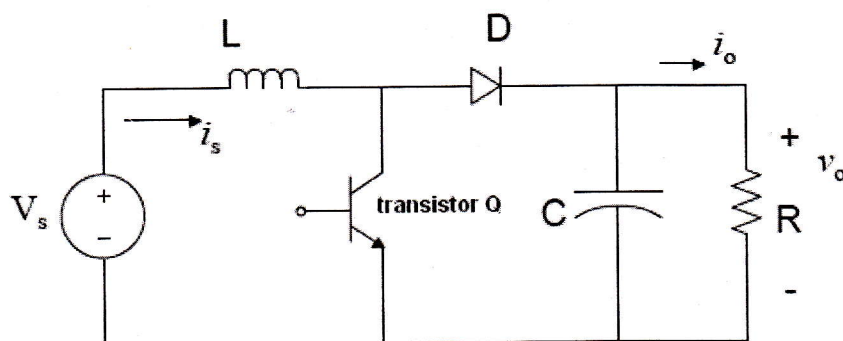 L
D
i_o
i_s
V_s
+
−
transistor Q
C
R
+
v_o
-